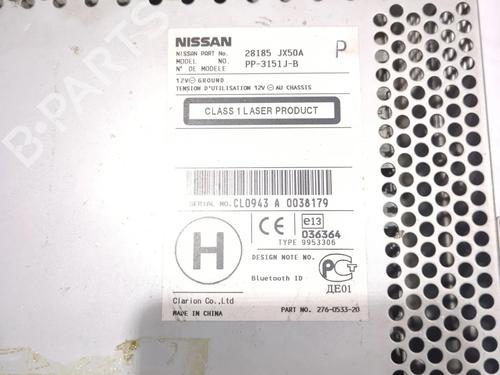 NISSAN
P
NISSAN PART No. 28185 JX50A
MODEL NO. PP-3151J-B
N° DE MODELE
12V⊖GROUND
TENSION D'UTILISATION 12V⊖AU CHASSIS
CLASS 1 LASER PRODUCT
SERIAL NO. CL0943 A 0038179
CE
e13
036364
TYPE 9953306
H
DESIGN NOTE NO.
Bluetooth ID
РСТ
ДЕ01
Clarion Co.,Ltd
MADE IN CHINA
PART NO. 276-0533-20
B-PARTS